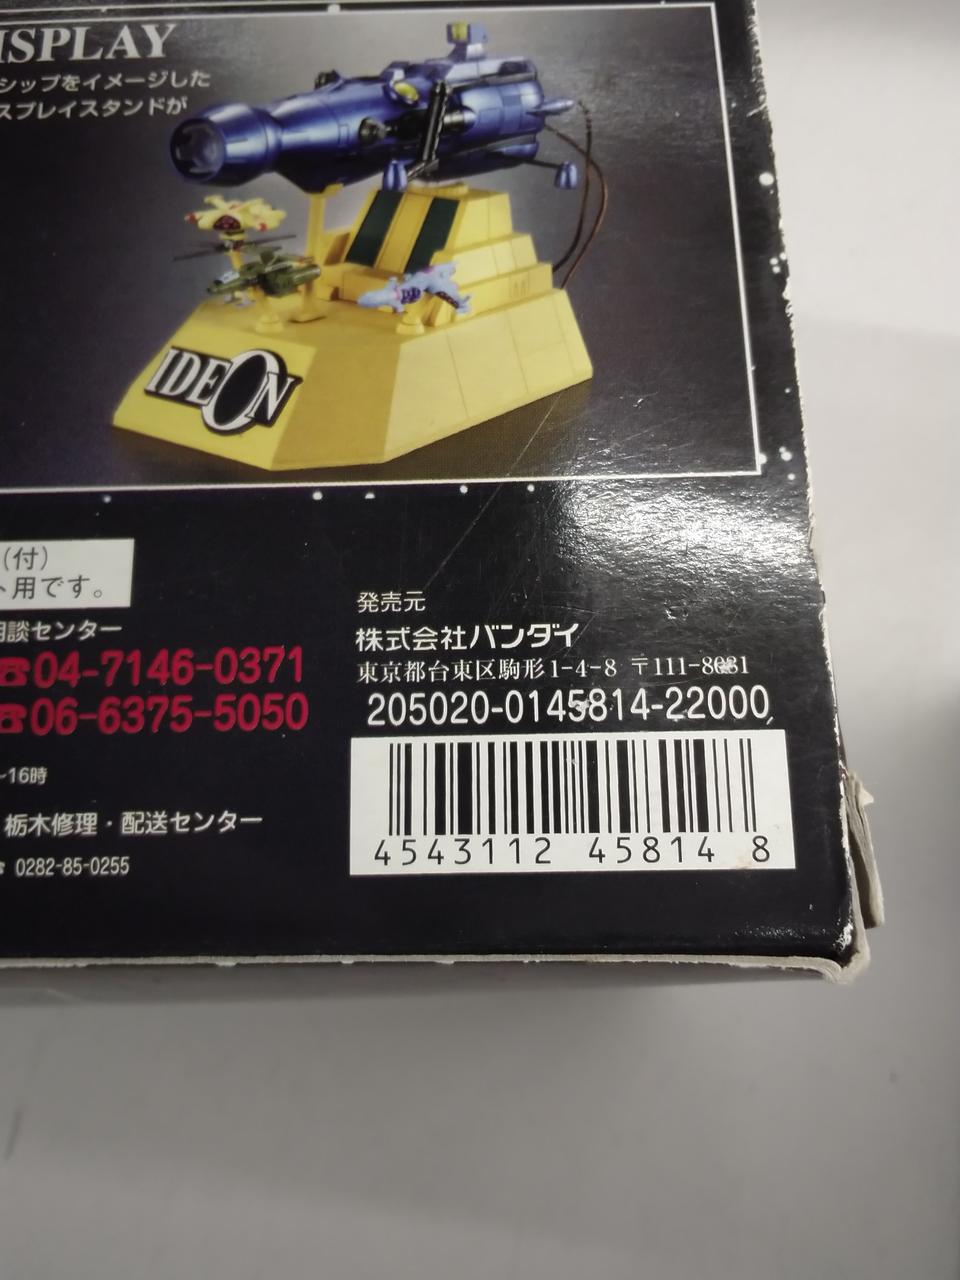 ISPLAY
シップをイメージした
スプレイスタンドが
IDEON
(付)
ト用です。
相談センター
☎04-7146-0371
☎06-6375-5050
~16時
栃木修理・配送センター
☎ 0282-85-0255
発売元
株式会社バンダイ
東京都台東区駒形1-4-8 〒111-8081
205020-0145814-22000
4543112 45814 8